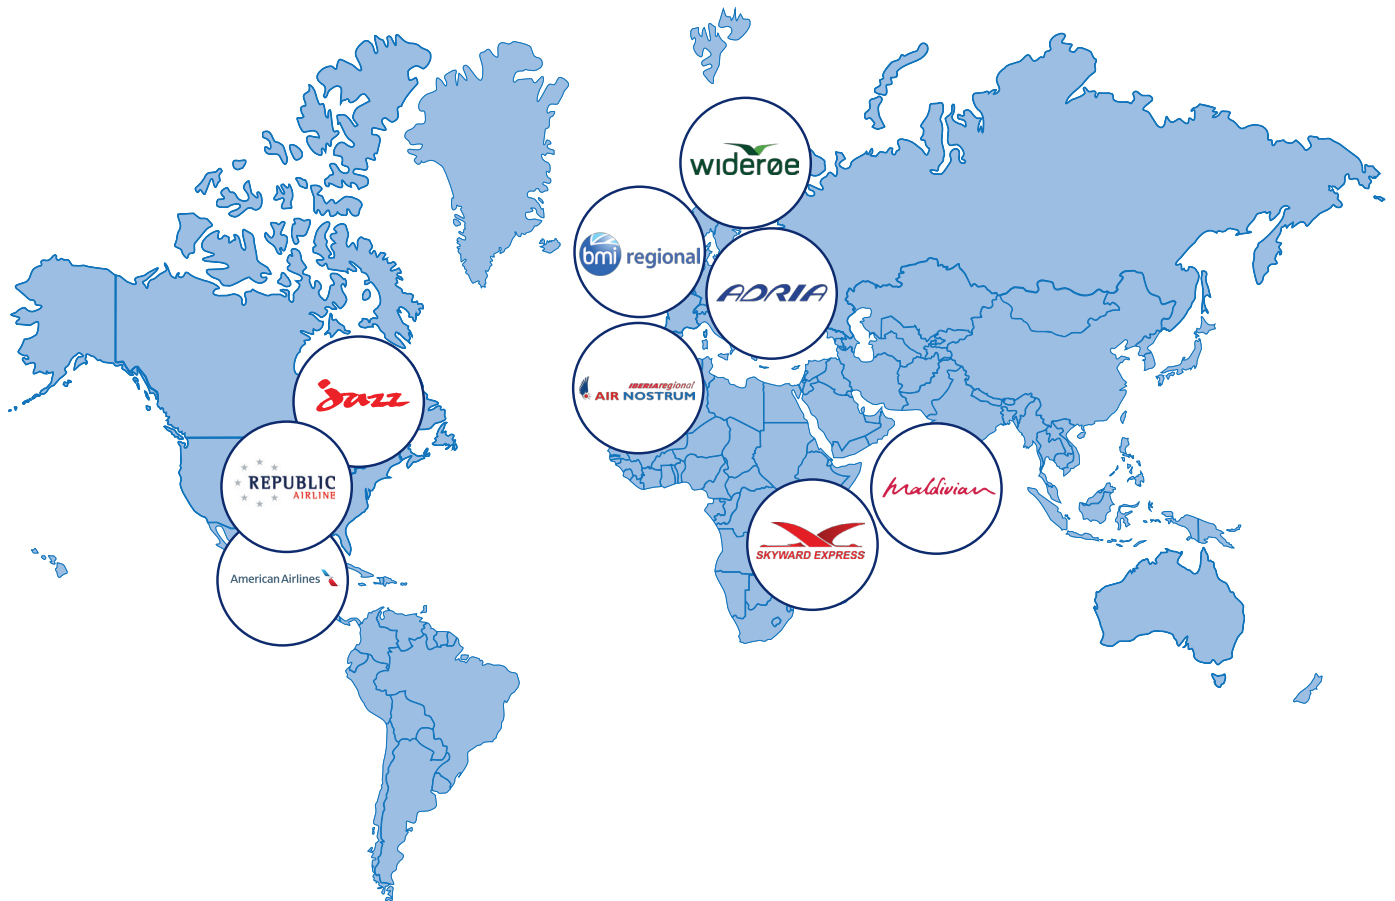 widerøe
bmi regional
ADRIA
IBERIAregional
AIR NOSTRUM
Jazz
REPUBLIC
AIRLINE
American Airlines
Maldivian
SKYWARD EXPRESS